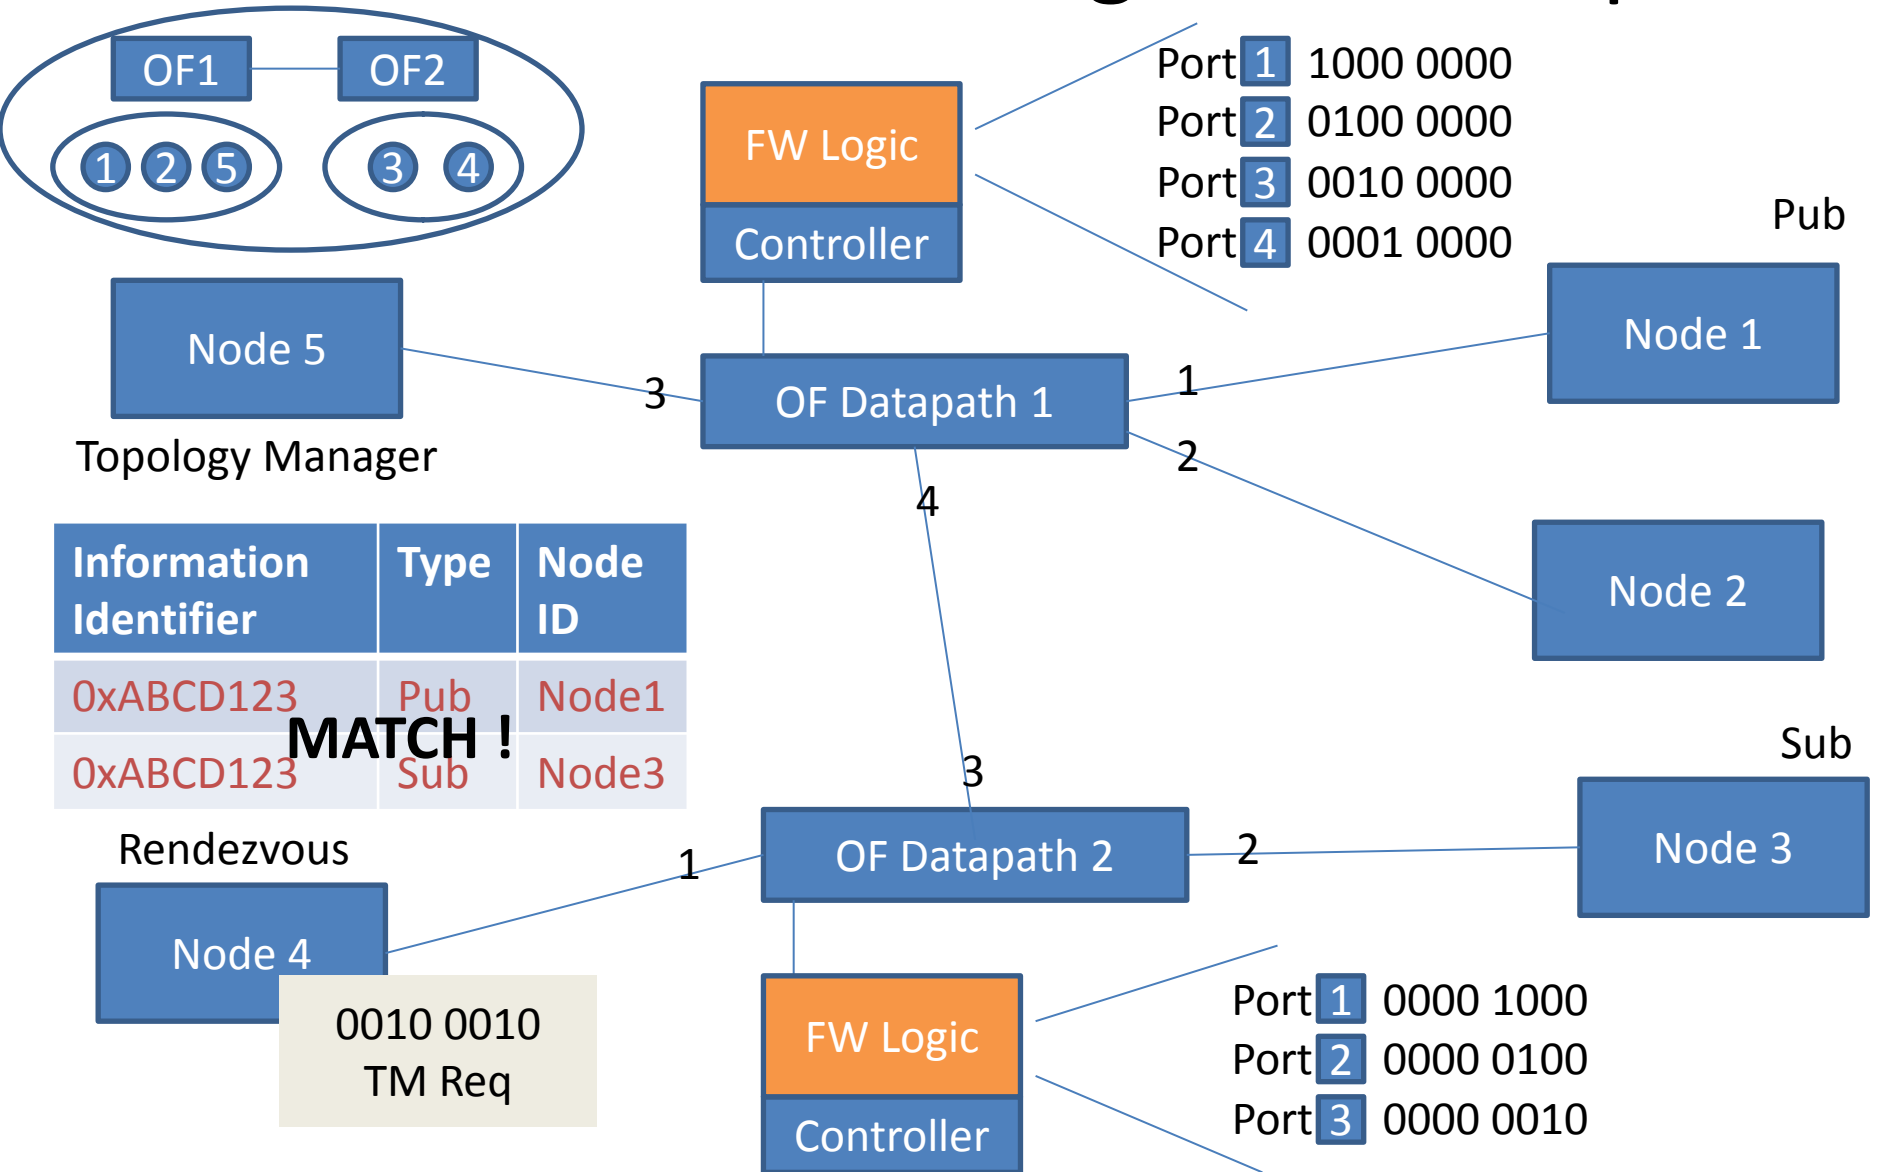 OF1 OF2
1 2 5 3 4
FW Logic
Controller
Port 1 1000 0000
Port 2 0100 0000
Port 3 0010 0000
Port 4 0001 0000
Pub
Node 1
Node 5
3
OF Datapath 1
1
2
4
Topology Manager
Node 2
Information Identifier Type Node ID
0xABCD123 Pub Node1
MATCH !
0xABCD123 Sub Node3
3
Sub
Rendezvous
1
OF Datapath 2
2
Node 3
Node 4
0010 0010
TM Req
FW Logic
Controller
Port 1 0000 1000
Port 2 0000 0100
Port 3 0000 0010